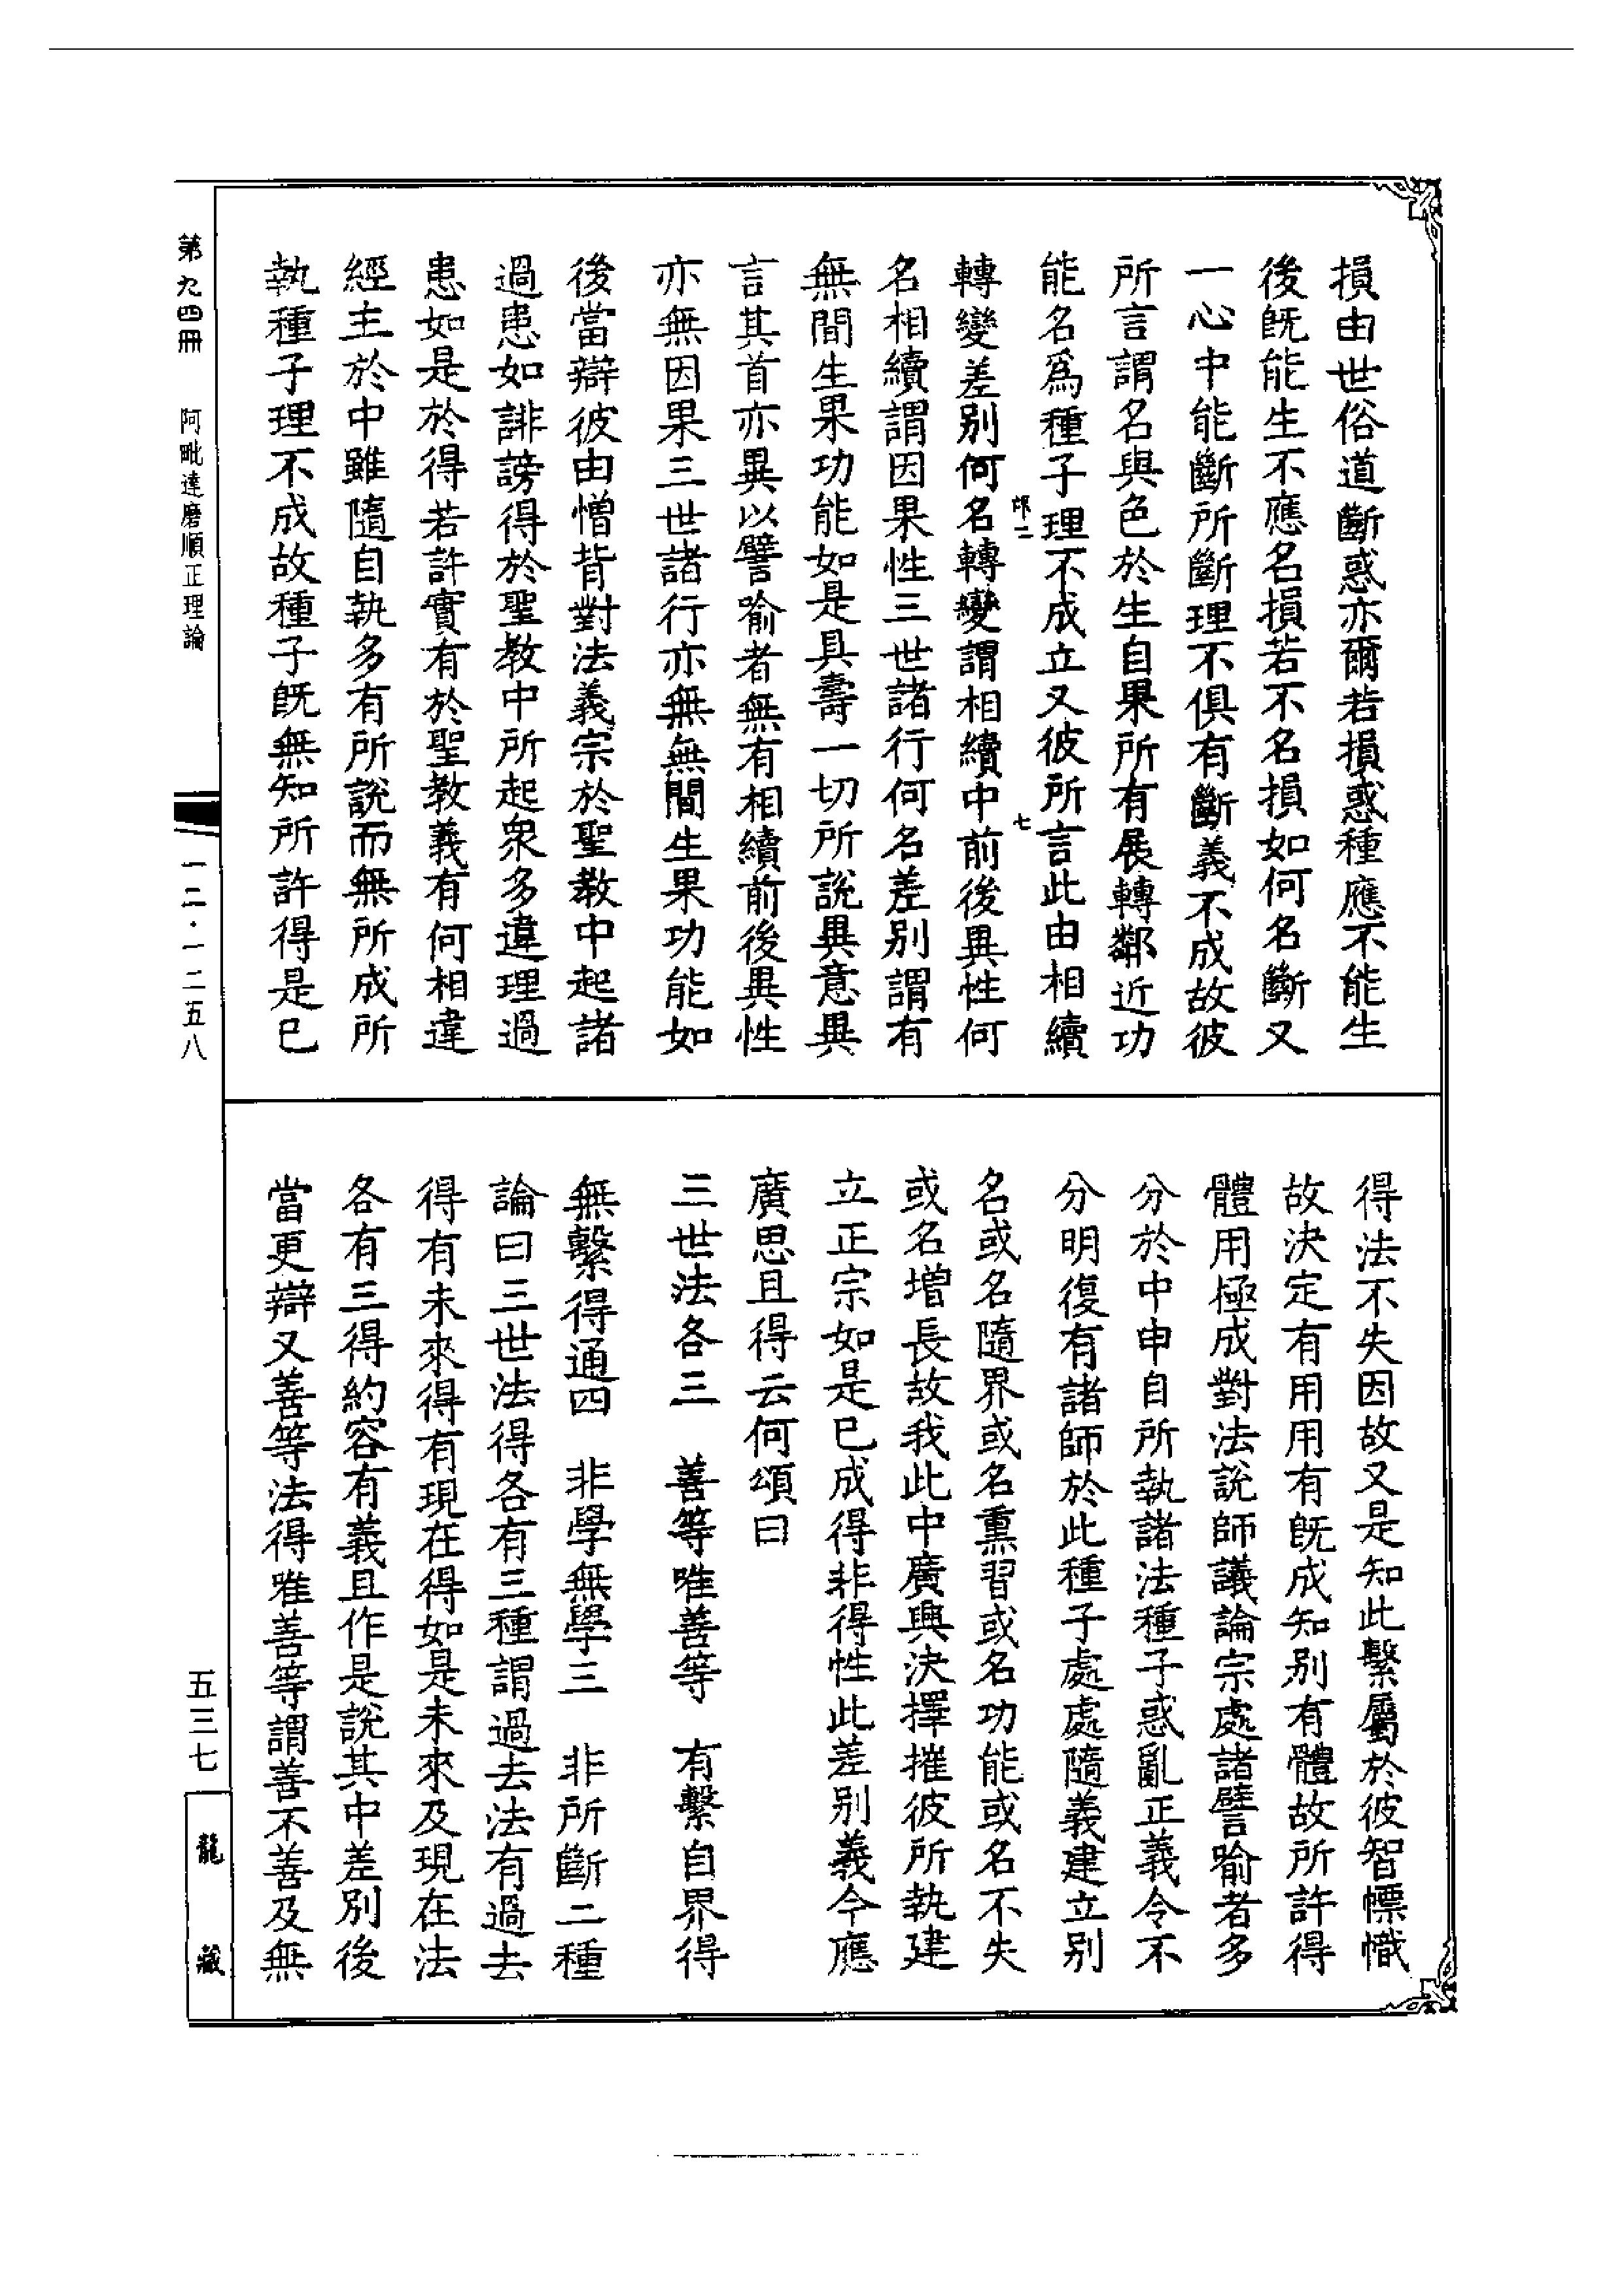 損由世俗道斷惑亦爾若損惑種應不能生
後旣能生不應名損若不名損如何名斷又
一心中能斷所斷理不俱有斷義不成故彼
所言謂名與色於生自果所有展轉鄰近功
能名爲種子理不成立又彼所言此由相續
七
轉變差別何名轉變謂相續中前後異性何
名相續謂因果性三世諸行何名差別謂有
無間生果功能如是具壽一切所說異意異
言其首亦異以譬喻者無有相續前後異性
亦無因果三世諸行亦無無間生果功能如
後當辯彼由憎背對法義宗於聖教中起諸
過患如誹謗得於聖教中所起衆多違理過
患如是於得若許實有於聖教義有何相違
經主於中雖隨自執多有所說而無所成所
執種子理不成故種子旣無知所許得是已
得法不失因故又是知此繫屬於彼智幖幟
故決定有用用有旣成知別有體故所許得
體用極成對法說師議論宗處諸譬喻者多
分於中申自所執諸法種子惑亂正義令不
分明復有諸師於此種子處處隨義建立別
名或名隨界或名熏習或名功能或名不失
或名增長故我此中廣興決擇摧彼所執建
立正宗如是已成得非得性此差別義今應
廣思且得云何頌曰
三世法各三　善等唯善等　有繫自界得
無繫得通四　非學無學三　非所斷二種
論曰三世法得各有三種謂過去法有過去
得有未來得有現在得如是未來及現在法
各有三得約容有義且作是說其中差別後
當更辯又善等法得唯善等謂善不善及無
第九四冊　阿毗達磨順正理論
一二·一二五八
五三七
龍藏